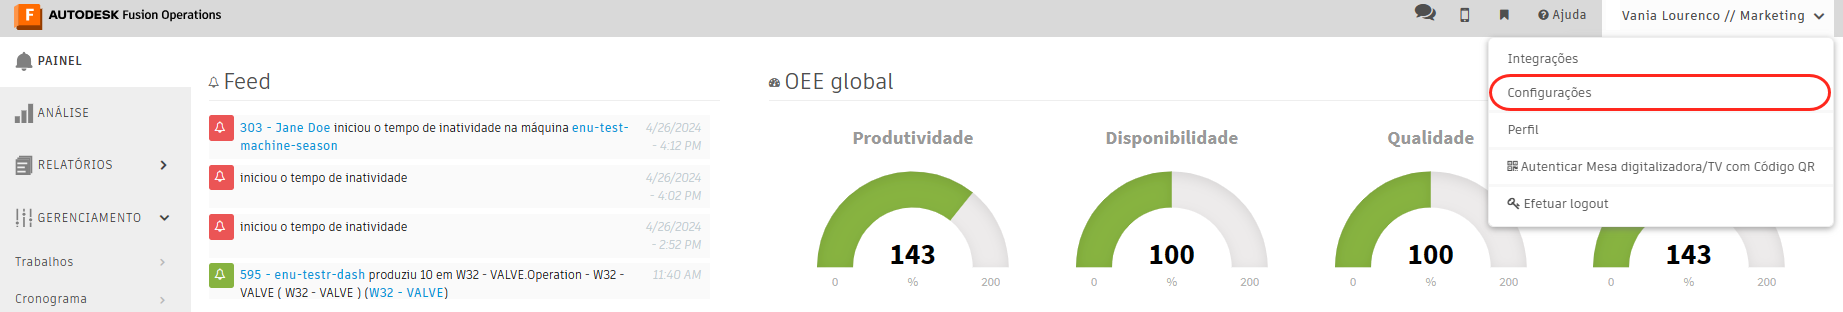 AUTODESK Fusion Operations
Ajuda
Vania Lourenco // Marketing
Integrações
Configurações
Perfil
Autenticar Mesa digitalizadora/TV com Código QR
Efetuar logout
PAINEL
ANÁLISE
RELATÓRIOS
GERENCIAMENTO
Trabalhos
Cronograma
Feed
303 - Jane Doe iniciou o tempo de inatividade na máquina enu-test-
machine-season
4/26/2024
- 4:12 PM
iniciou o tempo de inatividade
4/26/2024
- 4:02 PM
iniciou o tempo de inatividade
4/26/2024
- 2:52 PM
595 - enu-testr-dash produziu 10 em W32 - VALVE.Operation - W32 -
VALVE ( W32 - VALVE ) (W32 - VALVE)
11:40 AM
OEE global
Produtividade
143
0 % 200
Disponibilidade
100
0 % 200
Qualidade
100
0 % 200
143
0 % 200